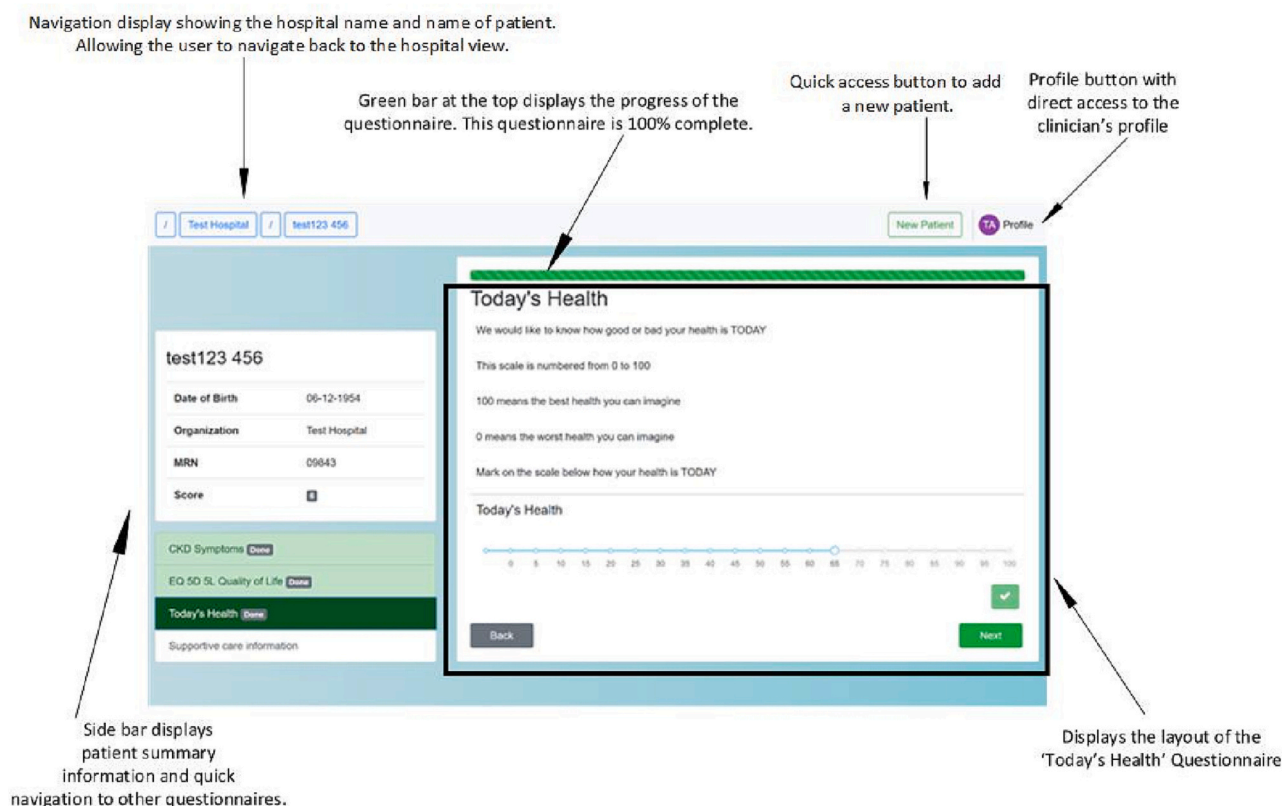 Navigation display showing the hospital name and name of patient.
Allowing the user to navigate back to the hospital view.
Green bar at the top displays the progress of the
questionnaire. This questionnaire is 100% complete.
Quick access button to add
a new patient.
Profile button with
direct access to the
clinician's profile
/ Test Hospital / test123 456
New Patient
TA Profile
Today's Health
We would like to know how good or bad your health is TODAY
This scale is numbered from 0 to 100
100 means the best health you can imagine
0 means the worst health you can imagine
Mark on the scale below how your health is TODAY
Today's Health
0 5 10 15 20 25 30 35 40 45 50 55 60 65 70 75 80 85 90 95 100
Back
Next
test123 456
Date of Birth 06-12-1954
Organization Test Hospital
MRN 09843
Score
CKD Symptoms Done
EQ 5D 5L Quality of Life Done
Today's Health Done
Supportive care information
Side bar displays
patient summary
information and quick
navigation to other questionnaires.
Displays the layout of the
'Today's Health' Questionnaire